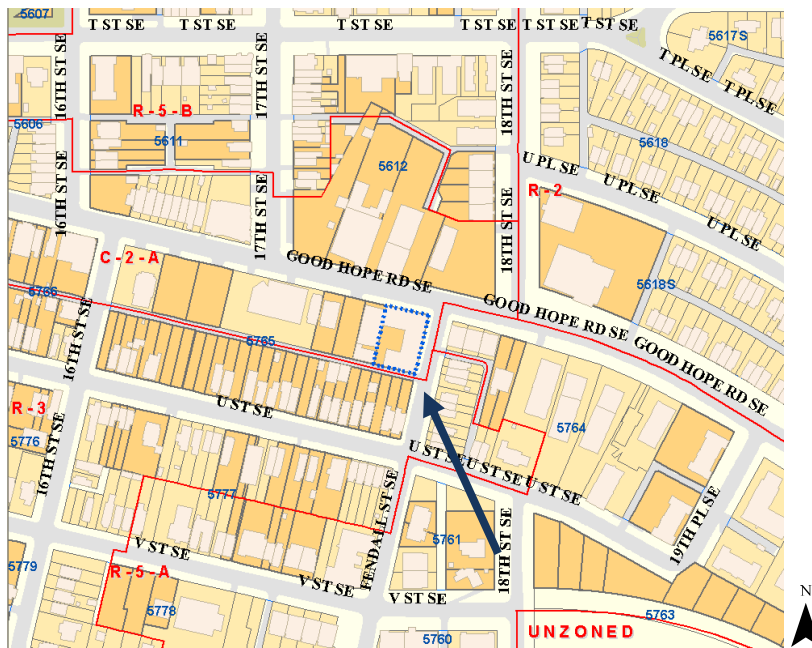 5607
T ST SE
T ST SE
T ST SE
T ST SE
T ST SE
5617S
T PL SE
T PL SE
16TH ST SE
17TH ST SE
18TH ST SE
R - 5 - B
5606
5611
5612
5618
U PL SE
U PL SE
U PL SE
R - 2
16TH ST SE
17TH ST SE
18TH ST SE
C - 2 - A
GOOD HOPE RD SE
5618S
GOOD HOPE RD SE
GOOD HOPE RD SE
5766
5765
16TH ST SE
U ST SE
R - 3
5776
5764
U ST SE
U ST SE
U ST SE
16TH ST SE
5777
FENDALL ST SE
18TH ST SE
19TH PL SE
5761
V ST SE
5779
R - 5 - A
V ST SE
V ST SE
5778
5760
5763
UNZONED
N